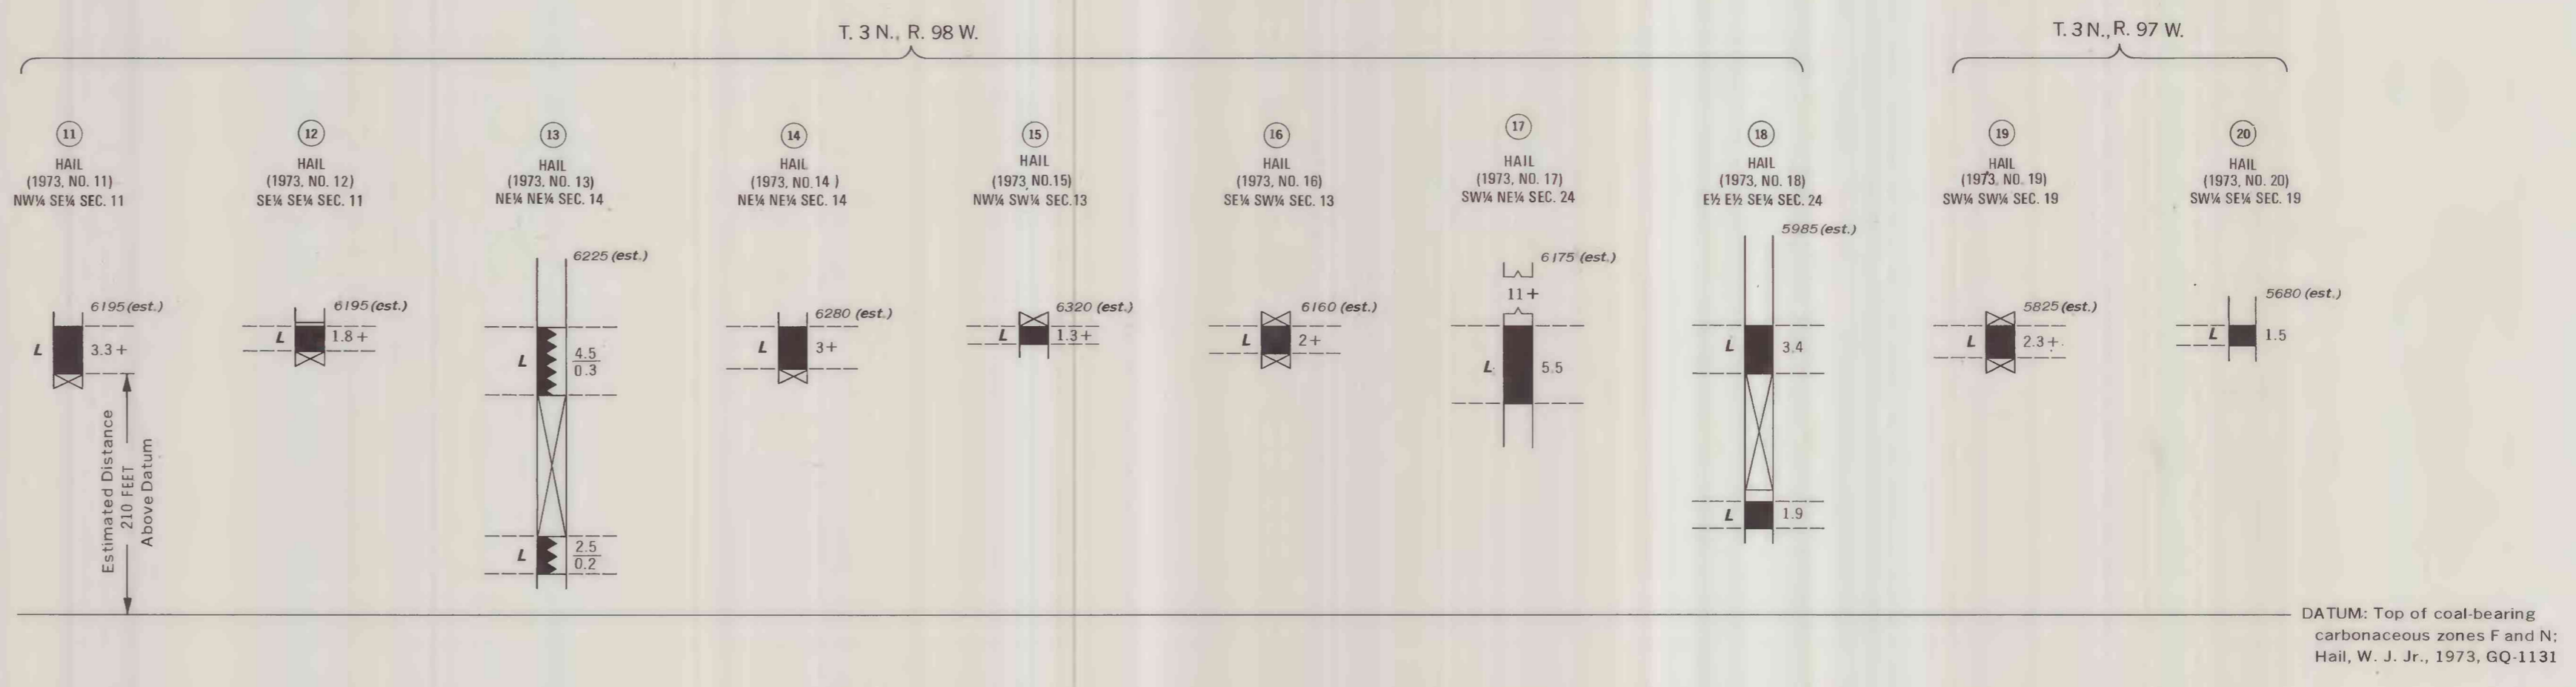 T. 3 N., R. 98 W.
T. 3 N., R. 97 W.
11
HAIL
(1973, NO. 11)
NW¼ SE¼ SEC. 11
6195 (est.)
L
3.3+
Estimated Distance
210 FEET
Above Datum
12
HAIL
(1973, NO. 12)
SE¼ SE¼ SEC. 11
6195 (est.)
L
1.8+
13
HAIL
(1973, NO. 13)
NE¼ NE¼ SEC. 14
6225 (est.)
L
4.5
0.3
L
2.5
0.2
14
HAIL
(1973, NO.14 )
NE¼ NE¼ SEC. 14
6280 (est.)
L
3+
15
HAIL
(1973, NO.15)
NW¼ SW¼ SEC.13
6320 (est.)
L
1.3+
16
HAIL
(1973, NO. 16)
SE¼ SW¼ SEC. 13
6160 (est.)
L
2+
17
HAIL
(1973, NO. 17)
SW¼ NE¼ SEC. 24
6175 (est.)
11+
L
5.5
18
HAIL
(1973, NO. 18)
E½ E½ SE¼ SEC. 24
5985 (est.)
L
3.4
L
1.9
19
HAIL
(1973, NO. 19)
SW¼ SW¼ SEC. 19
5825 (est.)
L
2.3+
20
HAIL
(1973, NO. 20)
SW¼ SE¼ SEC. 19
5680 (est.)
L
1.5
DATUM: Top of coal-bearing
carbonaceous zones F and N;
Hail, W. J. Jr., 1973, GQ-1131